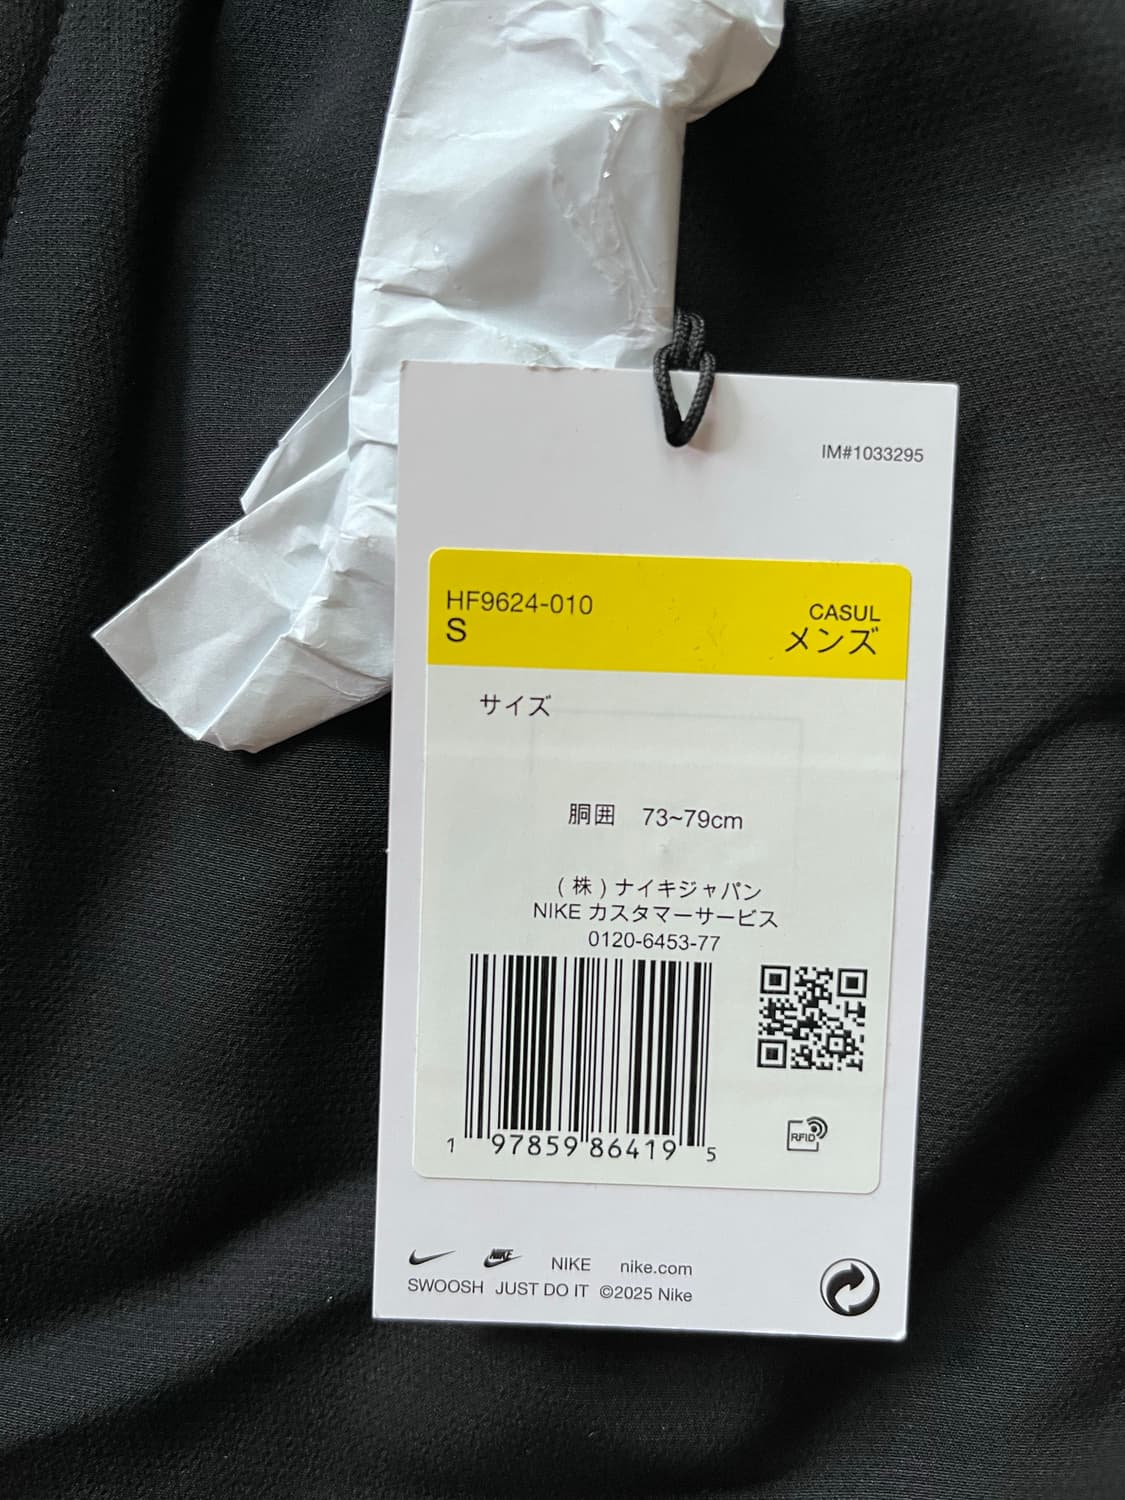 IM#1033295
HF9624-010
S
CASUL
メンズ
サイズ
胴囲 73~79cm
(株)ナイキジャパン
NIKE カスタマーサービス
0120-6453-77
1 97859 86419 5
RFID
NIKE
NIKE nike.com
SWOOSH JUST DO IT ©2025 Nike